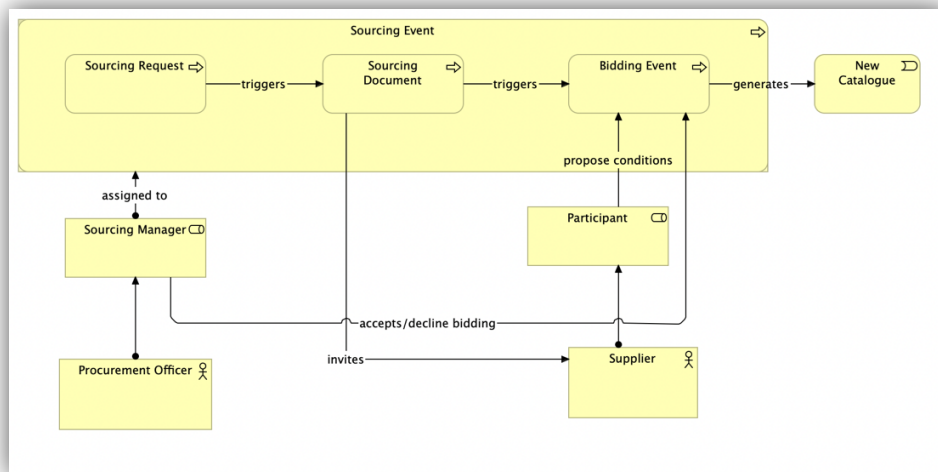 Sourcing Event
Sourcing Request
triggers
Sourcing
Document
triggers
Bidding Event
generates
New
Catalogue
propose conditions
assigned to
Sourcing Manager
Participant
accepts/decline bidding
invites
Procurement Officer
Supplier